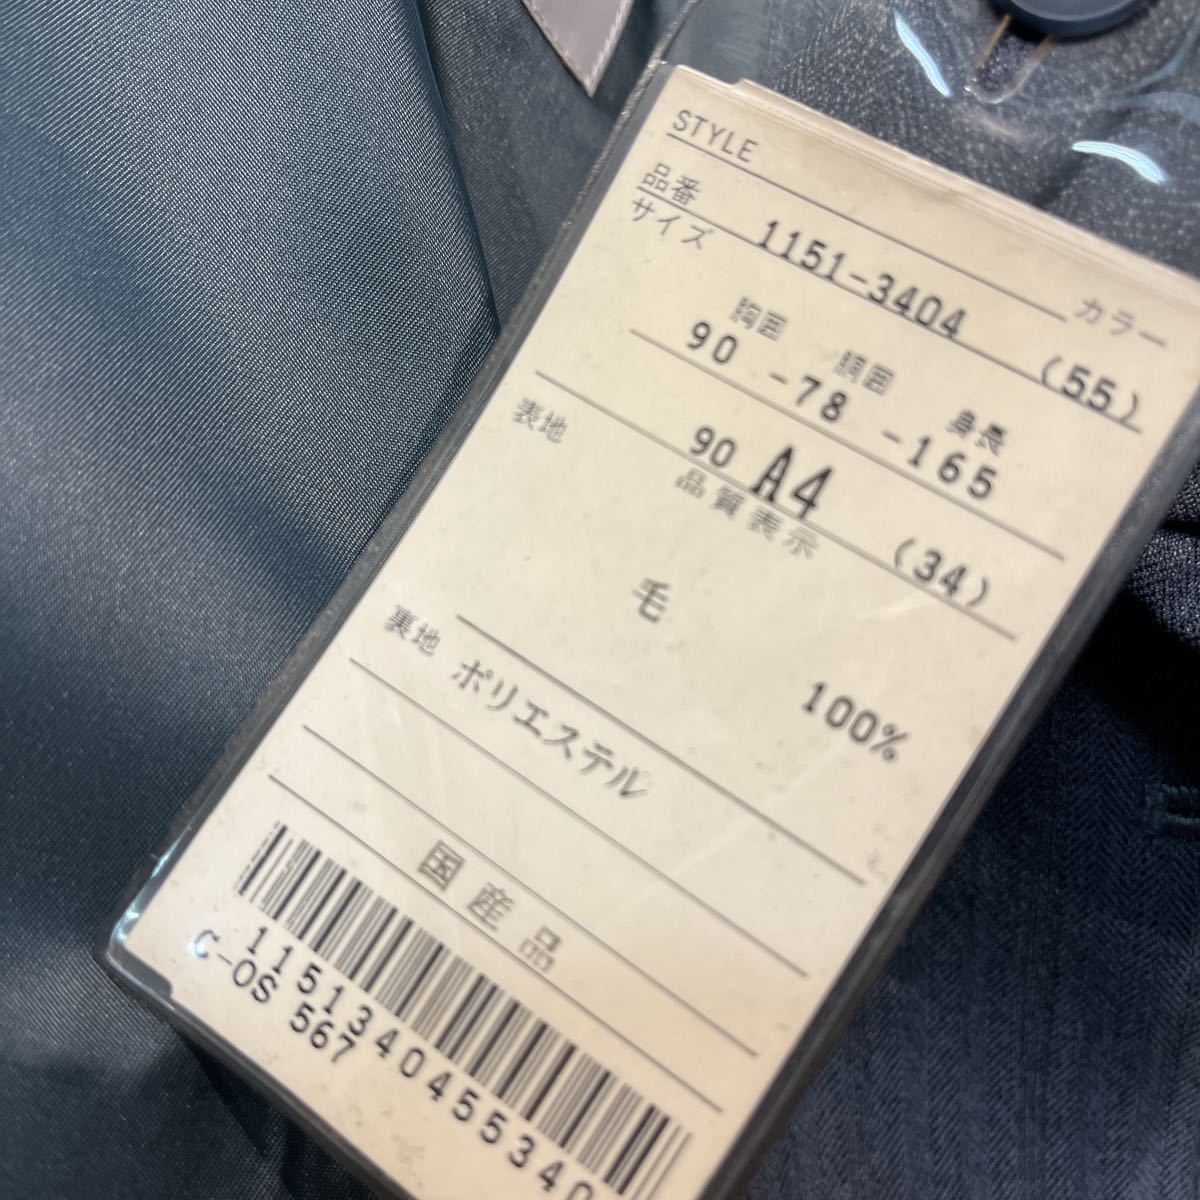 STYLE
品番 1151-3404 カラー (55)
サイズ
胸囲 胴囲 身長
90 -78 -165
90 A4 (34)
品質表示
表地
毛 100%
裏地 ポリエステル
国産品
115134045534​0
C-OS 567